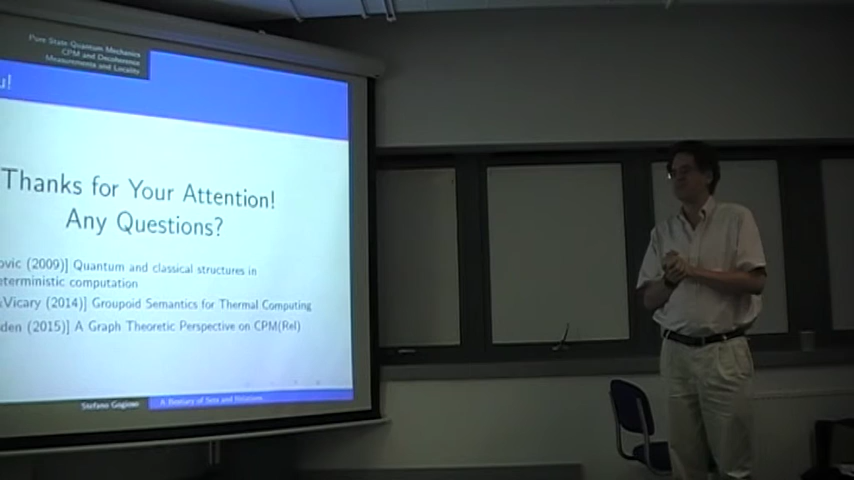 Pure State Quantum Mechanics
CPM and Decoherence
Measurements and Locality
u!
Thanks for Your Attention!
Any Questions?
ovic (2009)] Quantum and classical structures in
eterministic computation
Vicary (2014)] Groupoid Semantics for Thermal Computing
den (2015)] A Graph Theoretic Perspective on CPM(Rel)
Stefano Gogioso
A Bestiary of Sets and Relations